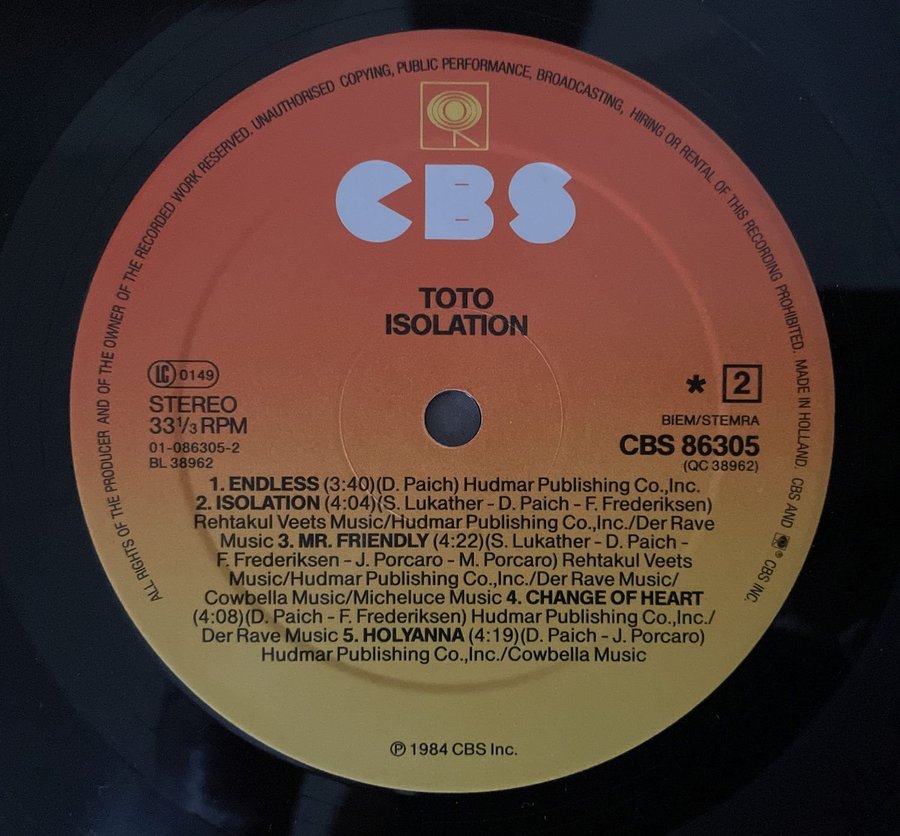 ALL RIGHTS OF THE PRODUCER AND OF THE OWNER OF THE RECORDED WORK RESERVED. UNAUTHORISED COPYING, PUBLIC PERFORMANCE, BROADCASTING, HIRING OR RENTAL OF THIS RECORDING PROHIBITED. MADE IN HOLLAND. CBS AND ® CBS INC.
CBS
TOTO
ISOLATION
LC 0149
STEREO
33 1/3 RPM
01-086305-2
BL 38962
* 2
BIEM/STEMRA
CBS 86305
(QC 38962)
1. ENDLESS (3:40)(D. Paich) Hudmar Publishing Co.,Inc.
2. ISOLATION (4:04)(S. Lukather - D. Paich - F. Frederiksen)
Rehtakul Veets Music/Hudmar Publishing Co.,Inc./Der Rave
Music 3. MR. FRIENDLY (4:22)(S. Lukather - D. Paich -
F. Frederiksen - J. Porcaro - M. Porcaro) Rehtakul Veets
Music/Hudmar Publishing Co.,Inc./Der Rave Music/
Cowbella Music/Micheluce Music 4. CHANGE OF HEART
(4:08)(D. Paich - F. Frederiksen) Hudmar Publishing Co.,Inc./
Der Rave Music 5. HOLYANNA (4:19)(D. Paich - J. Porcaro)
Hudmar Publishing Co.,Inc./Cowbella Music
℗ 1984 CBS Inc.